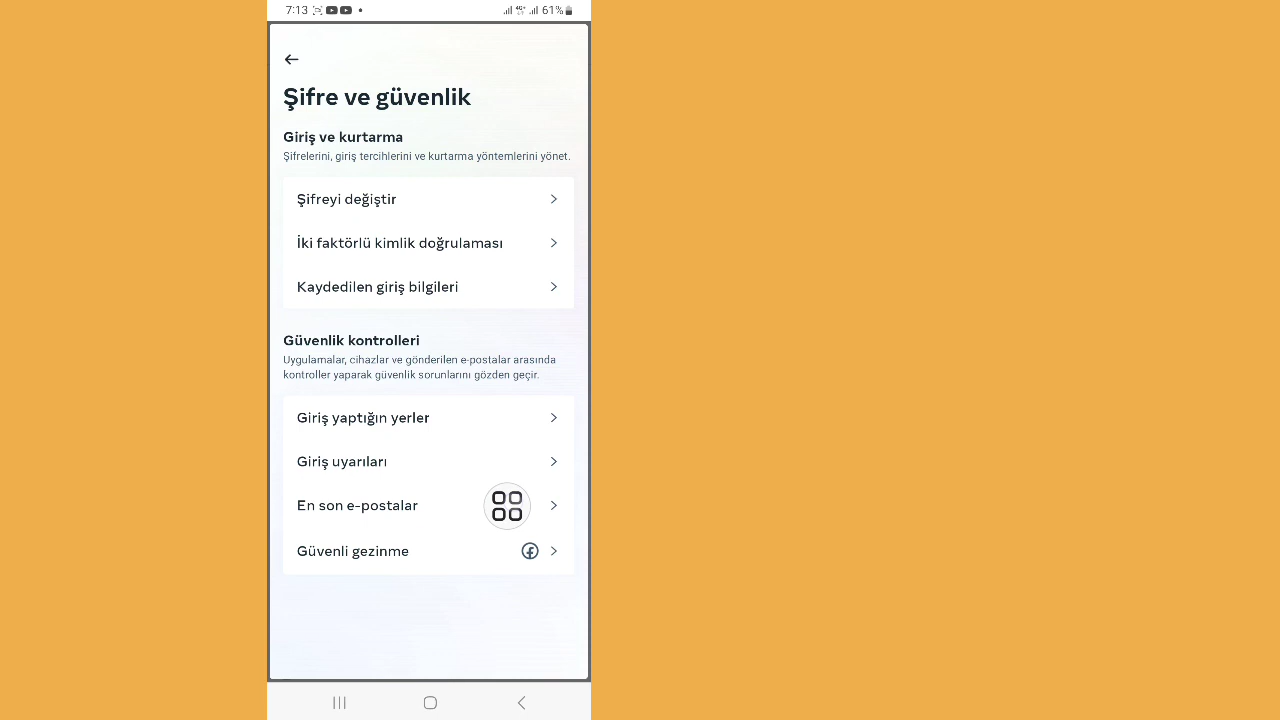 7:13 61%
Şifre ve güvenlik
Giriş ve kurtarma
Şifrelerini, giriş tercihlerini ve kurtarma yöntemlerini yönet.
Şifreyi değiştir
İki faktörlü kimlik doğrulaması
Kaydedilen giriş bilgileri
Güvenlik kontrolleri
Uygulamalar, cihazlar ve gönderilen e-postalar arasında
kontroller yaparak güvenlik sorunlarını gözden geçir.
Giriş yaptığın yerler
Giriş uyarıları
En son e-postalar
Güvenli gezinme